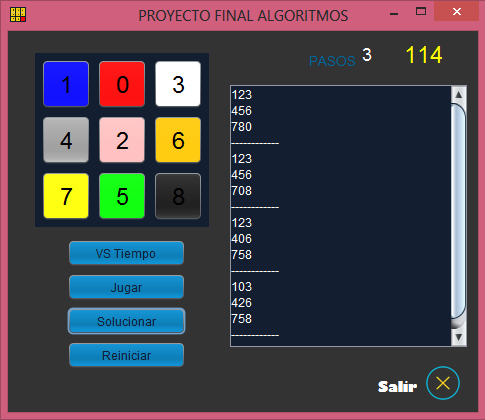 PROYECTO FINAL ALGORITMOS
PASOS 3 114
1 0 3
4 2 6
7 5 8
VS Tiempo
Jugar
Solucionar
Reiniciar
123
456
780
------------
123
456
708
------------
123
406
758
------------
103
426
758
------------
Salir